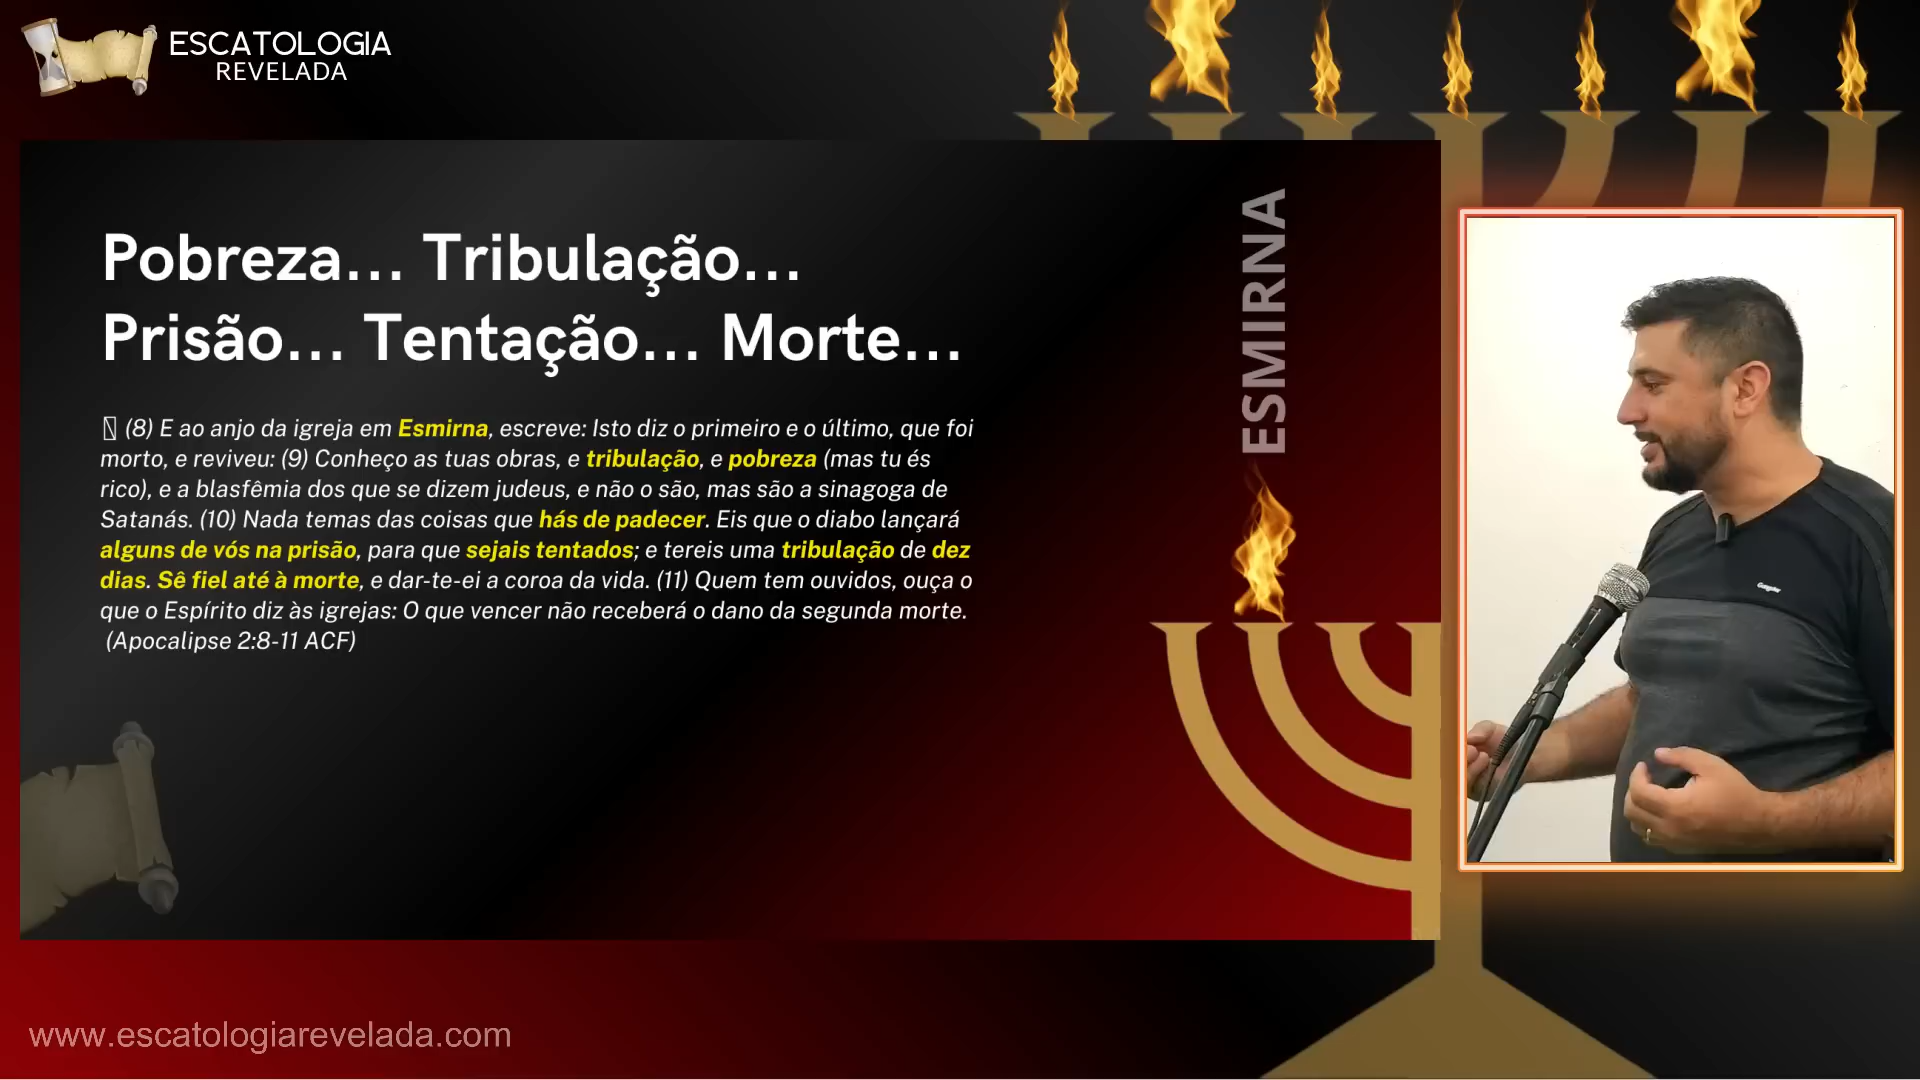 ESCATOLOGIA
REVELADA
Pobreza... Tribulação...
Prisão... Tentação... Morte...
(8) E ao anjo da igreja em Esmirna, escreve: Isto diz o primeiro e o último, que foi
morto, e reviveu: (9) Conheço as tuas obras, e tribulação, e pobreza (mas tu és
rico), e a blasfêmia dos que se dizem judeus, e não o são, mas são a sinagoga de
Satanás. (10) Nada temas das coisas que hás de padecer. Eis que o diabo lançará
alguns de vós na prisão, para que sejais tentados; e tereis uma tribulação de dez
dias. Sê fiel até à morte, e dar-te-ei a coroa da vida. (11) Quem tem ouvidos, ouça o
que o Espírito diz às igrejas: O que vencer não receberá o dano da segunda morte.
(Apocalipse 2:8-11 ACF)
ESMIRNA
www.escatologiarevelada.com